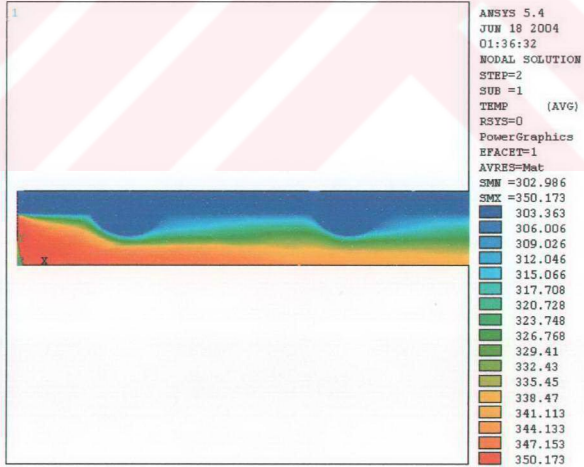 1
ANSYS 5.4
JUN 18 2004
01:36:32
NODAL SOLUTION
STEP=2
SUB =1
TEMP (AVG)
RSYS=0
PowerGraphics
EFACET=1
AVRES=Mat
SMN =302.986
SMX =350.173
303.363
306.006
309.026
312.046
315.066
317.708
320.728
323.748
326.768
329.41
332.43
335.45
338.47
341.113
344.133
347.153
350.173
X